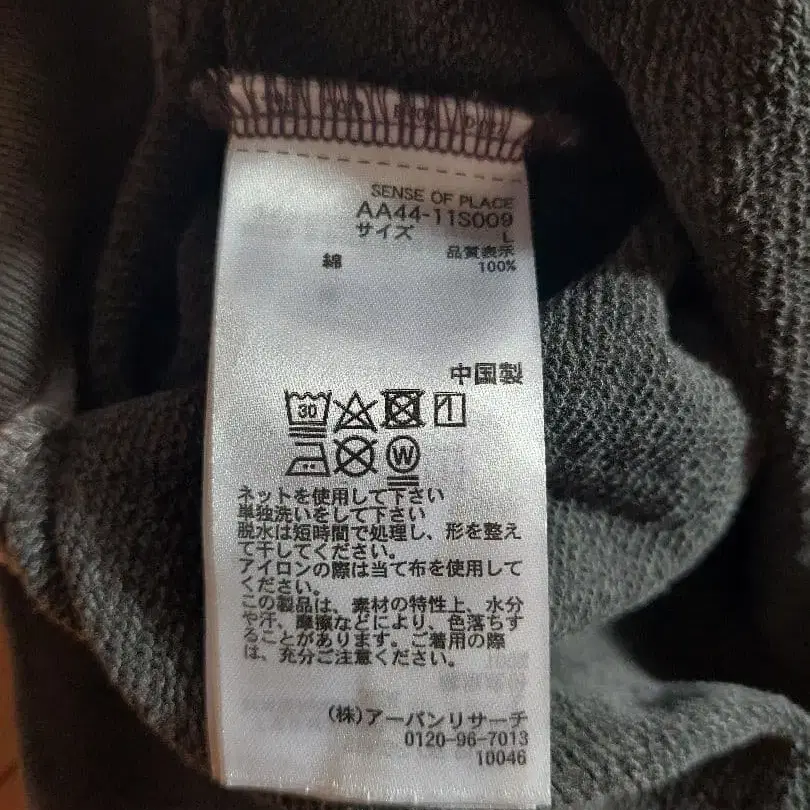 SENSE OF PLACE
AA44-11S009
サイズ L
品質表示
綿 100%
中国製
30
W
ネットを使用して下さい
単独洗いをして下さい
脱水は短時間で処理し、形を整え
て干してください。
アイロンの際は当て布を使用して
ください。
この製品は、素材の特性上、水分
や汗、摩擦などにより、色落ちす
ることがあります。ご着用の際
は、充分ご注意ください。
(株)アーバンリサーチ
0120-96-7013
10046